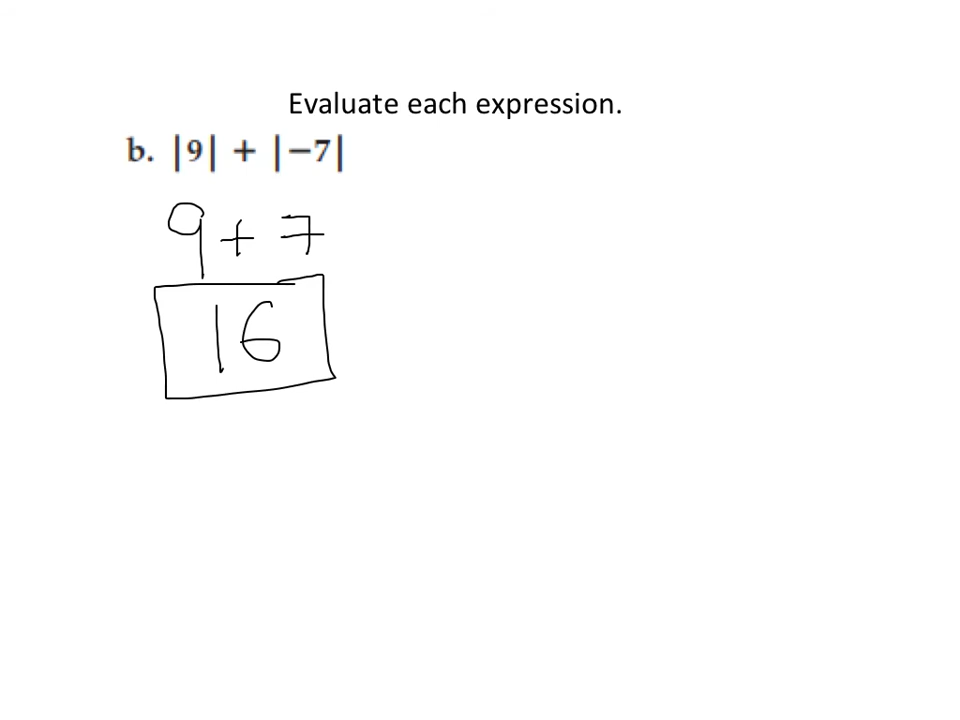 Evaluate each expression.
b. |9| + |−7|
9 + 7
16